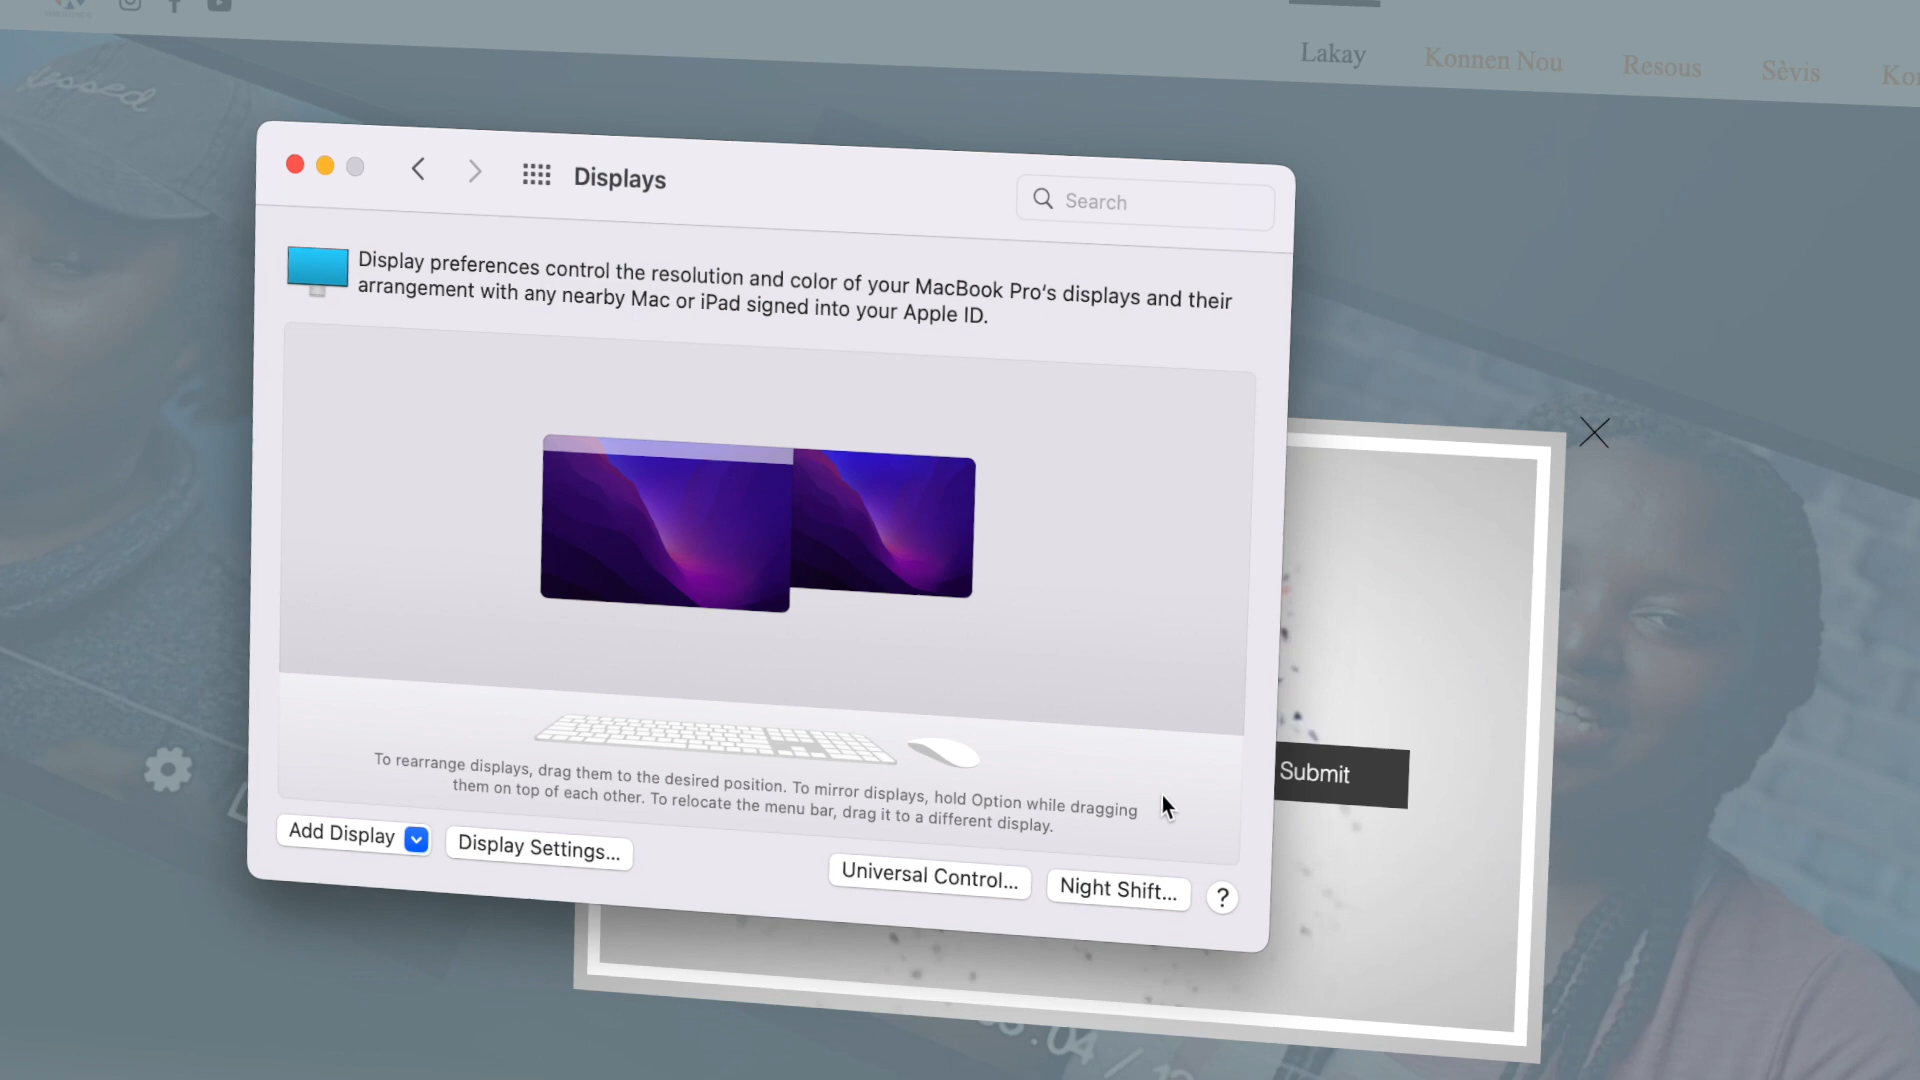 Lakay
Konnen Nou
Resous
Sèvis
essed
Displays
Search
Display preferences control the resolution and color of your MacBook Pro's displays and their
arrangement with any nearby Mac or iPad signed into your Apple ID.
To rearrange displays, drag them to the desired position. To mirror displays, hold Option while dragging
them on top of each other. To relocate the menu bar, drag it to a different display.
Submit
Add Display
Display Settings...
Universal Control...
Night Shift...
?